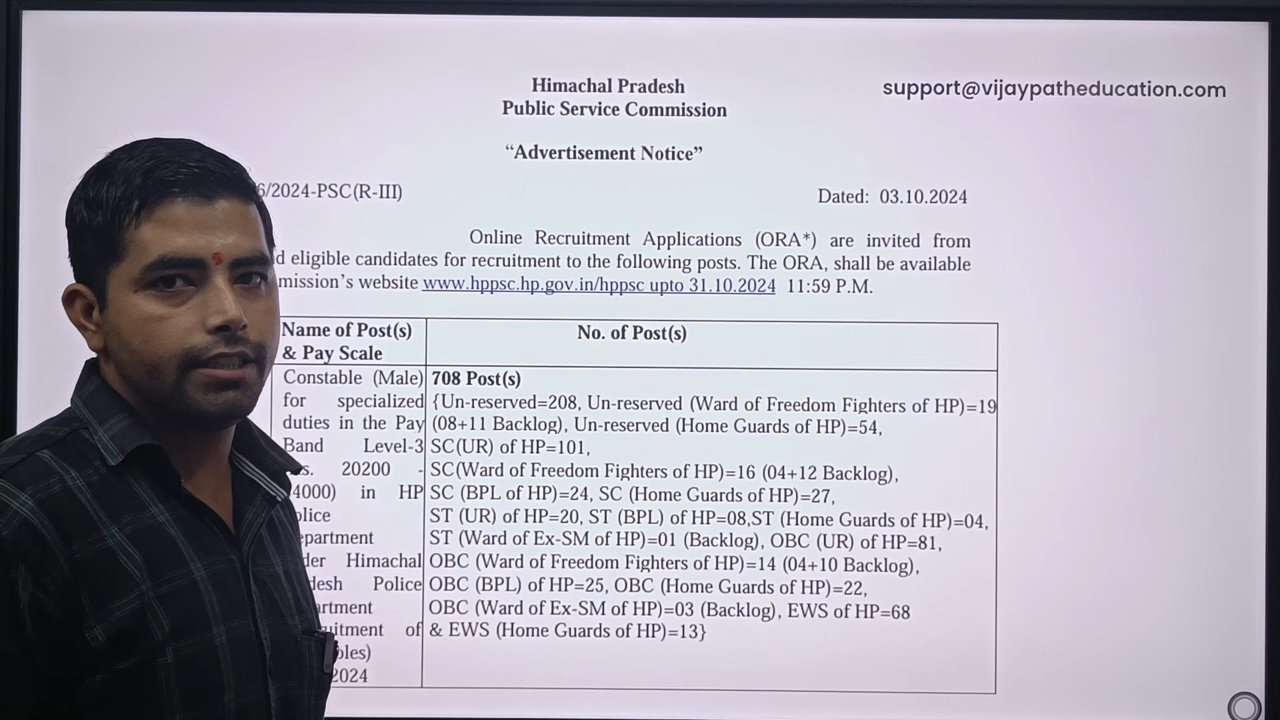 Himachal Pradesh
Public Service Commission
support@vijaypatheducation.com
“Advertisement Notice”
6/2024-PSC(R-III)
Dated: 03.10.2024
Online Recruitment Applications (ORA*) are invited from
d eligible candidates for recruitment to the following posts. The ORA, shall be available
mission’s website www.hppsc.hp.gov.in/hppsc upto 31.10.2024 11:59 P.M.
Name of Post(s)
& Pay Scale
No. of Post(s)
Constable (Male)
for specialized
duties in the Pay
Band Level-3
s. 20200 -
4000) in HP
olice
epartment
der Himachal
desh Police
artment
uitment of
bles)
2024
708 Post(s)
{Un-reserved=208, Un-reserved (Ward of Freedom Fighters of HP)=19
(08+11 Backlog), Un-reserved (Home Guards of HP)=54,
SC(UR) of HP=101,
SC(Ward of Freedom Fighters of HP)=16 (04+12 Backlog),
SC (BPL of HP)=24, SC (Home Guards of HP)=27,
ST (UR) of HP=20, ST (BPL) of HP=08,ST (Home Guards of HP)=04,
ST (Ward of Ex-SM of HP)=01 (Backlog), OBC (UR) of HP=81,
OBC (Ward of Freedom Fighters of HP)=14 (04+10 Backlog),
OBC (BPL) of HP=25, OBC (Home Guards of HP)=22,
OBC (Ward of Ex-SM of HP)=03 (Backlog), EWS of HP=68
& EWS (Home Guards of HP)=13}